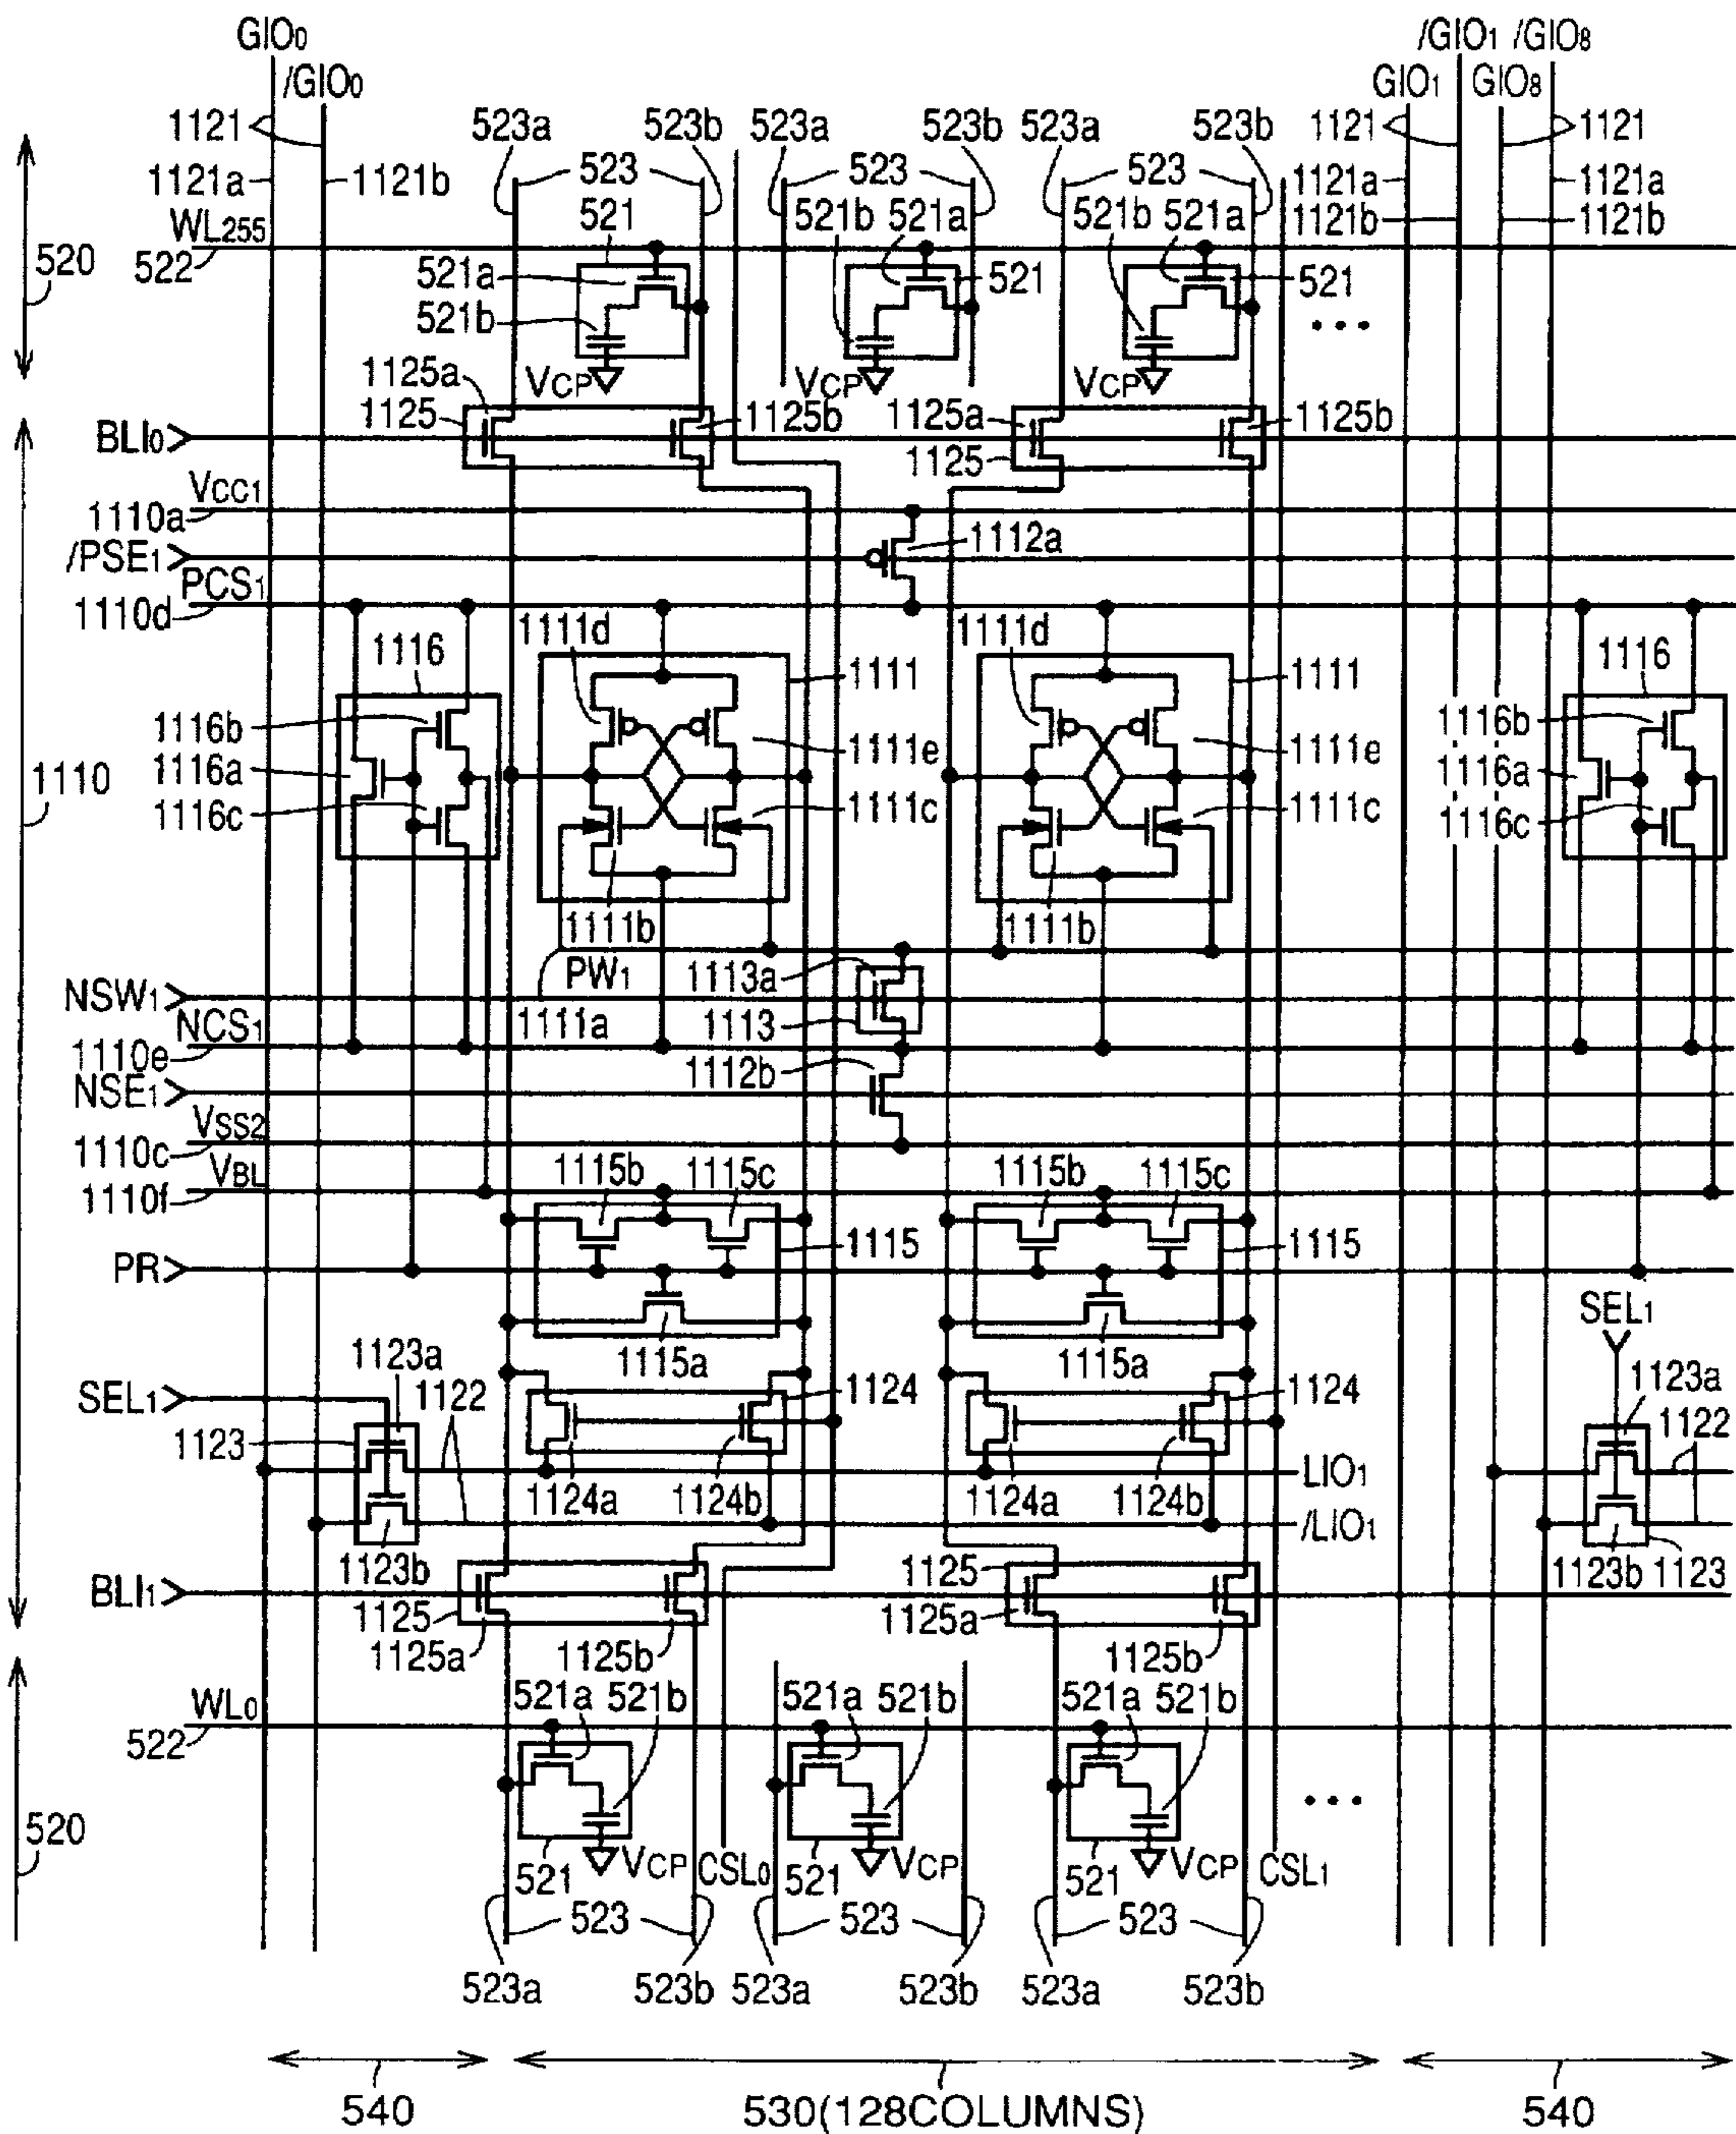 GIO0
/GIO0
/GIO1 /GIO8
GIO1 GIO8
1121
523a 523b 523a 523b 523a 523b
1121 1121
1121a 1121b
523 523 523
1121a 1121a
1121b 1121b
WL255
522
520
521
521a
521b
521b 521a
521
521b 521a
521
...
VCP VCP VCP
1125a
1125
1125b
1125a
1125
1125b
BLI0
VCC1
1110a
/PSE1
1112a
PCS1
1110d
1111d 1111d
1116
1111 1111
1116
1116b
1116a
1116c
1111e
1111c
1111e
1111c
1116b
1116a
1116c
1110
1111b 1111b
PW1
1113a
NSW1
1111a
1113
NCS1
1110e
1112b
NSE1
VSS2
1110c
VBL
1110f
1115b 1115c
1115b 1115c
PR
1115 1115
SEL1
1115a 1115a
1123a
1122
1124 1124
1123a
1122
SEL1
1123
LIO1
1124a 1124b
1124a 1124b
/LIO1
1123b
1123b 1123
BLI1
1125
1125a
1125b
1125
1125a
1125b
WL0
522
521a 521b
521a 521b
521a 521b
...
520
521 VCP CSL0
521 VCP
521 VCP CSL1
523 523 523
523a 523b 523a 523b 523a 523b
540 530(128COLUMNS) 540